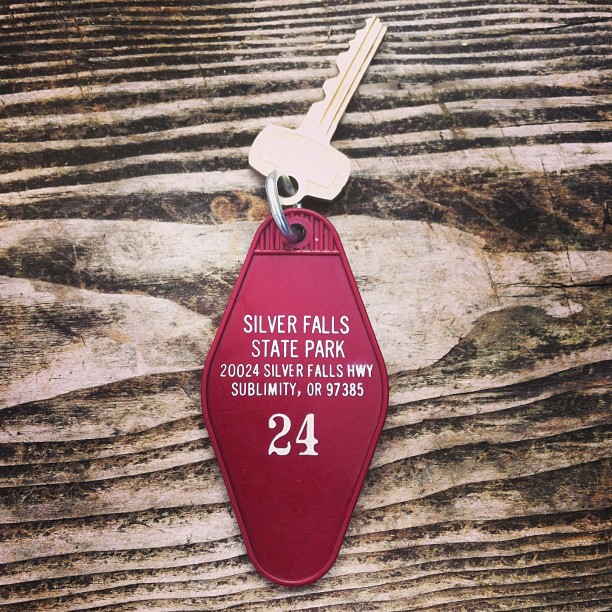 SILVER FALLS
STATE PARK
20024 SILVER FALLS HWY
SUBLIMITY, OR 97385
24